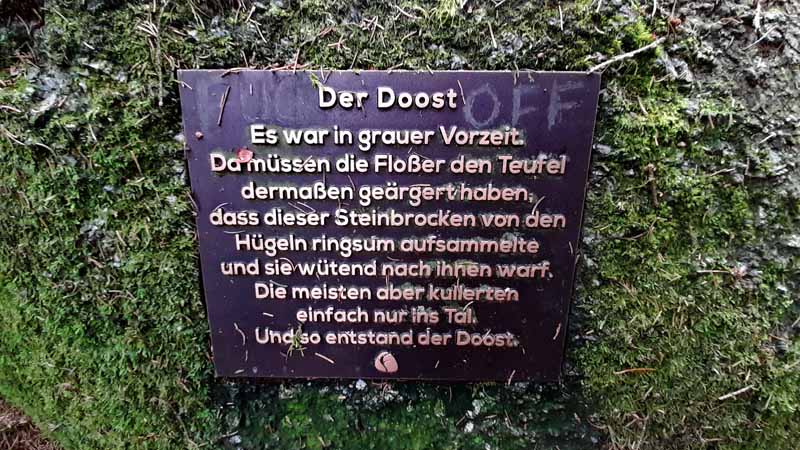 Der Doost OFF
Es war in grauer Vorzeit.
Da müssen die Floßer den Teufel
dermaßen geärgert haben,
dass dieser Steinbrocken von den
Hügeln ringsum aufsammelte
und sie wütend nach ihnen warf.
Die meisten aber kullerten
einfach nur ins Tal.
Und so entstand der Doost.